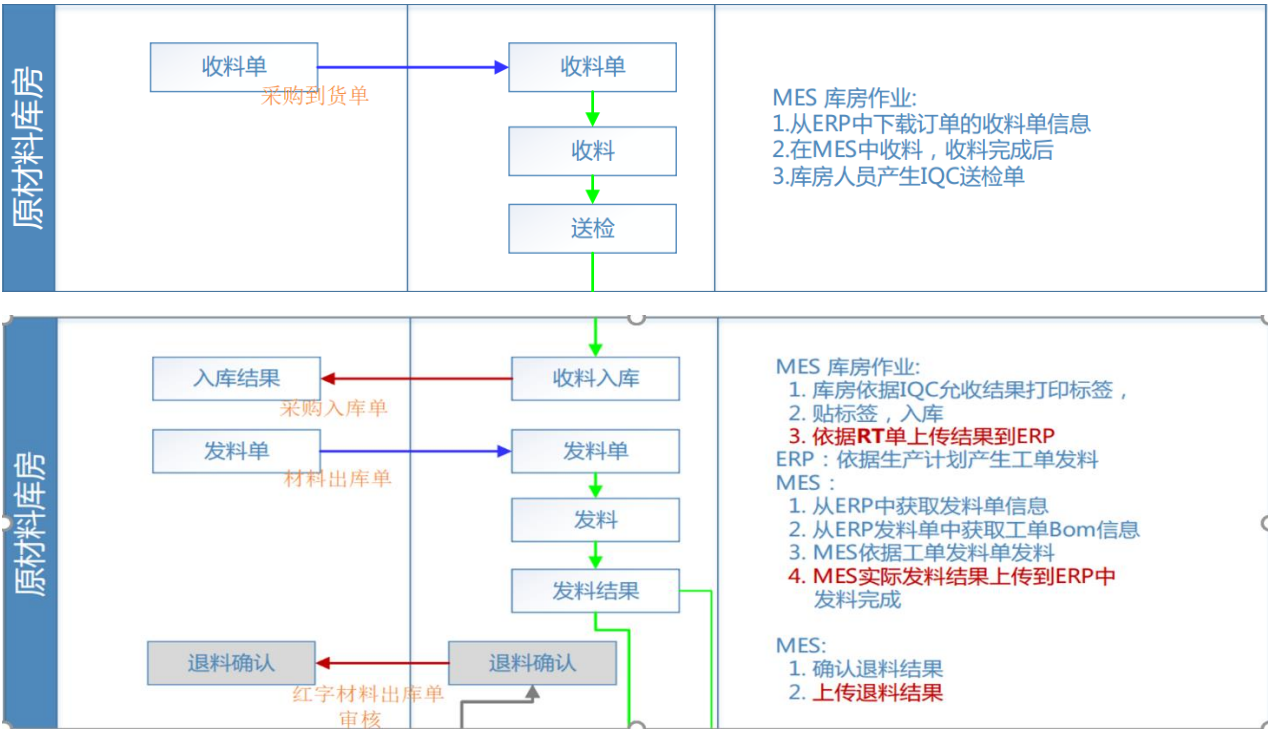 原材料库房
收料单
采购到货单
收料单
收料
送检
MES 库房作业:
1.从ERP中下载订单的收料单信息
2.在MES中收料，收料完成后
3.库房人员产生IQC送检单
原材料库房
入库结果
采购入库单
收料入库
发料单
材料出库单
发料单
发料
发料结果
退料确认
红字材料出库单
审核
退料确认
MES 库房作业:
1. 库房依据IQC允收结果打印标签，
2. 贴标签，入库
3. 依据RT单上传结果到ERP
ERP：依据生产计划产生工单发料
MES：
1. 从ERP中获取发料单信息
2. 从ERP发料单中获取工单Bom信息
3. MES依据工单发料单发料
4. MES实际发料结果上传到ERP中
发料完成
MES:
1. 确认退料结果
2. 上传退料结果